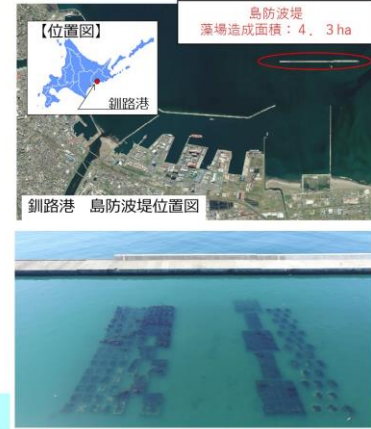 島防波堤
藻場造成面積：４．３ha
【位置図】
釧路港
釧路港　島防波堤位置図